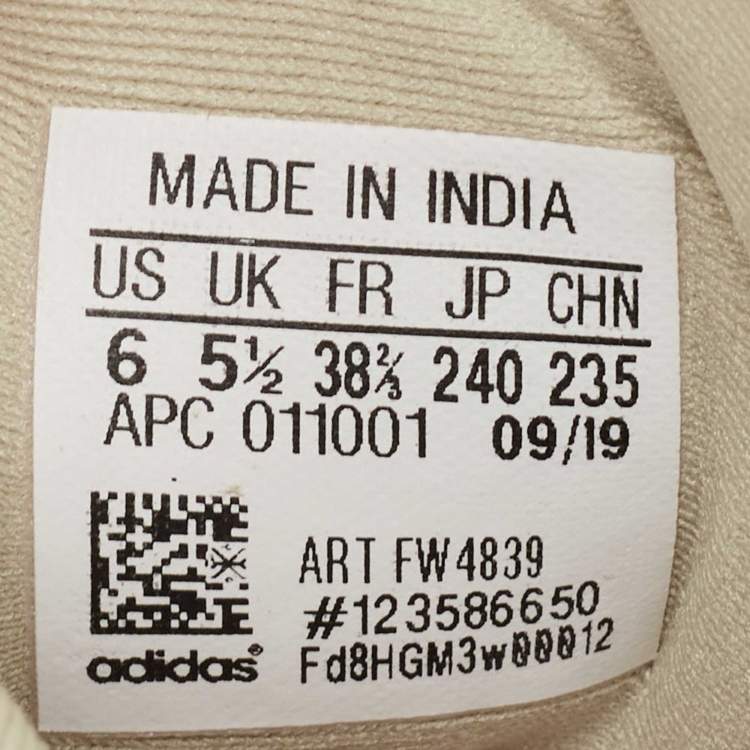 MADE IN INDIA
US UK FR JP CHN
6 5½ 38⅔ 240 235
APC 011001 09/19
ART FW4839
#123586650
Fd8HGM3w00012
adidas®